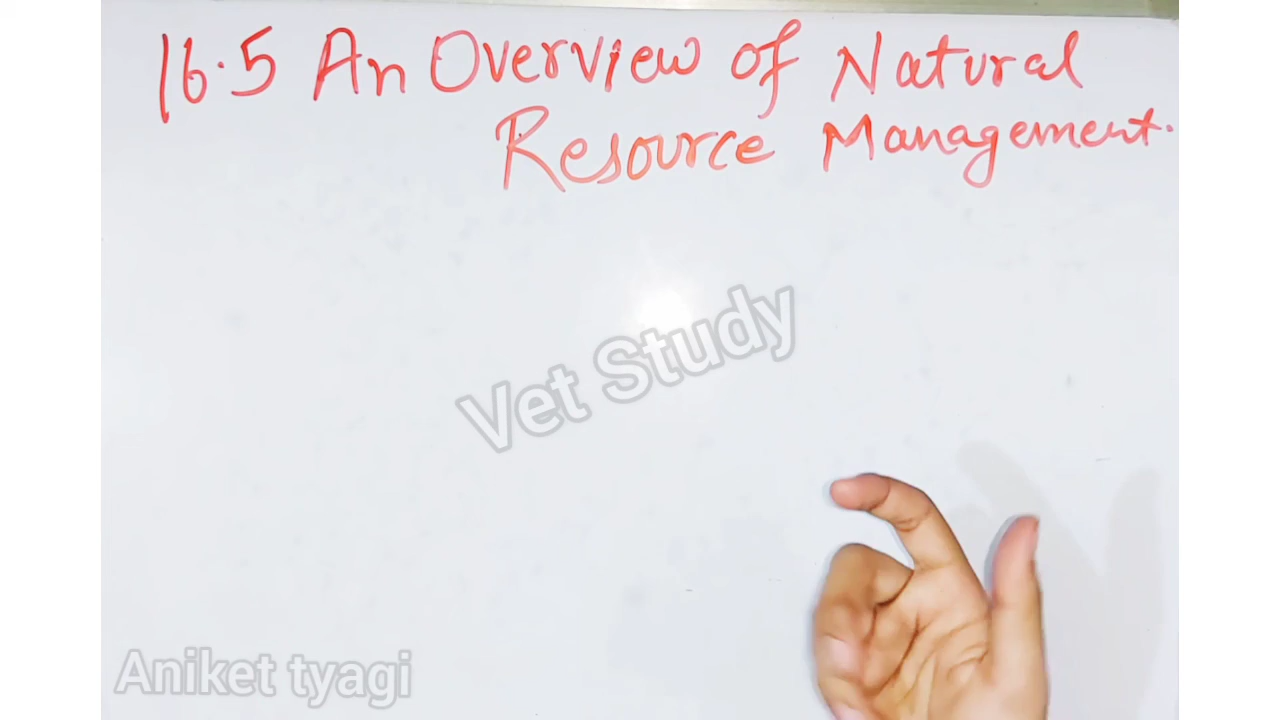 16.5 An Overview of Natural
Resource Management.
Vet Study
Aniket tyagi